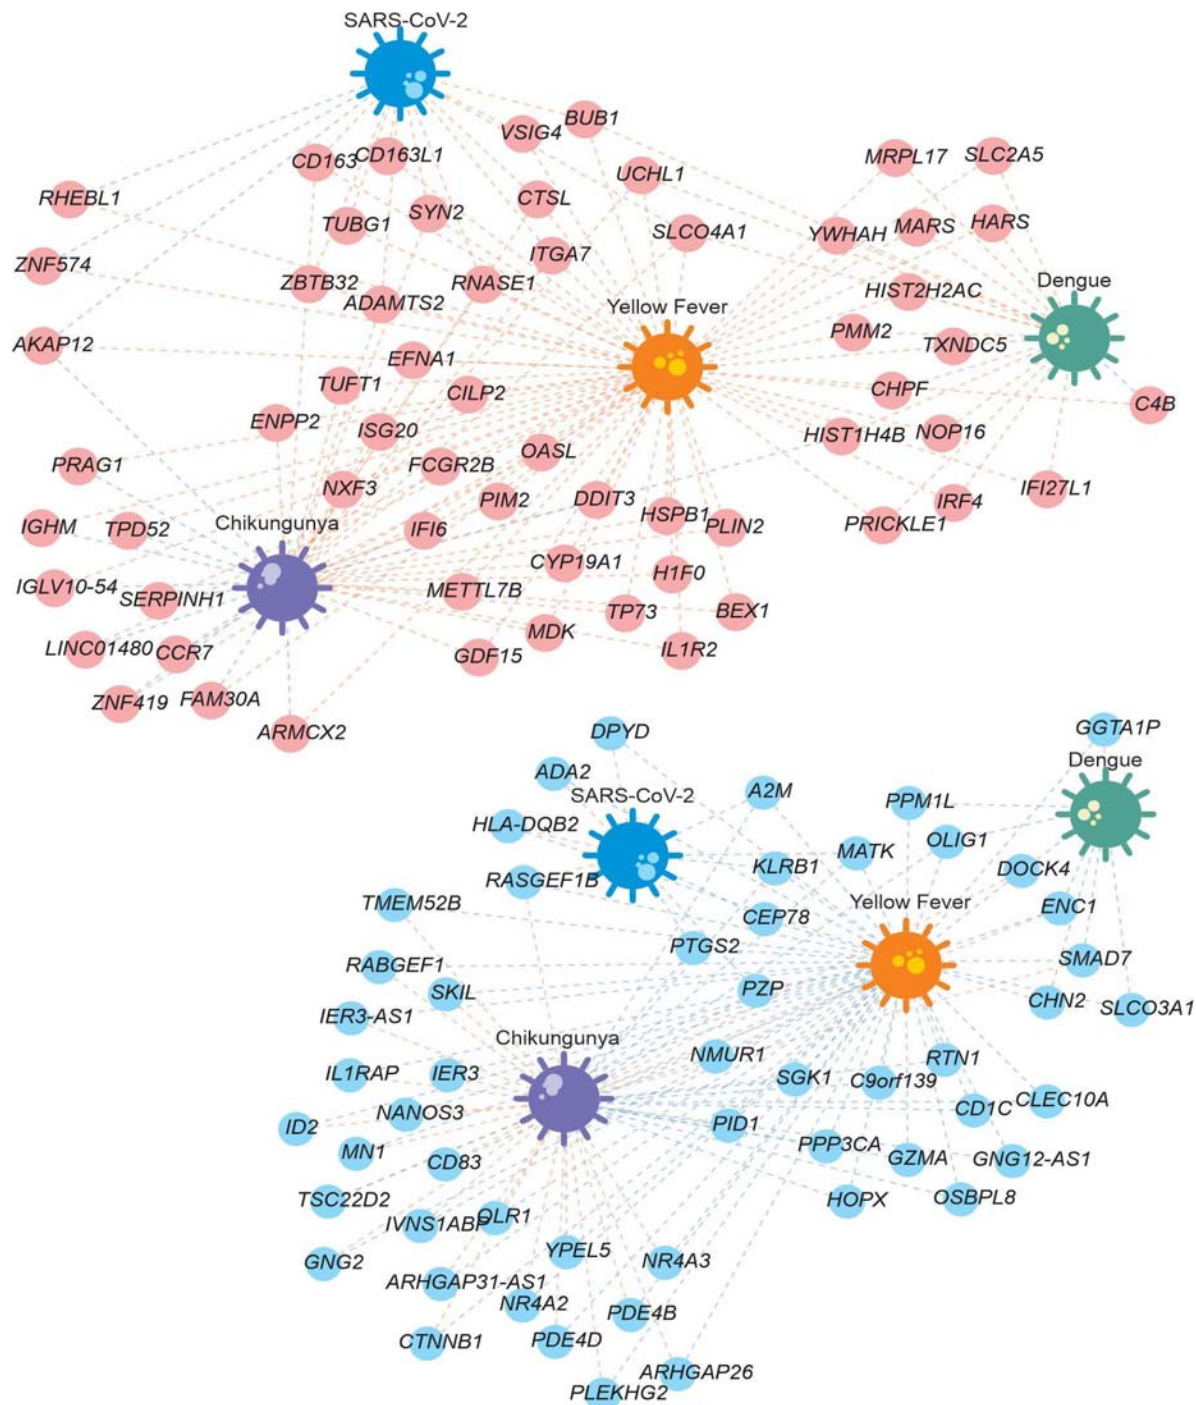 SARS-CoV-2
BUB1
VSIG4
MRPL17
SLC2A5
CD163
CD163L1
UCHL1
RHEBL1
CTSL
SYN2
TUBG1
SLCO4A1
YWHAH
MARS
HARS
ITGA7
ZNF574
ZBTB32
RNASE1
ADAMTS2
HIST2H2AC
Dengue
Yellow Fever
PMM2
TXNDC5
AKAP12
EFNA1
TUFT1
CILP2
CHPF
C4B
ENPP2
ISG20
HIST1H4B
NOP16
OASL
PRAG1
FCGR2B
NXF3
PIM2
DDIT3
IFI27L1
IRF4
HSPB1
PRICKLE1
IGHM
TPD52
Chikungunya
IFI6
PLIN2
CYP19A1
H1F0
IGLV10-54
SERPINH1
METTL7B
TP73
BEX1
MDK
LINC01480
CCR7
GDF15
IL1R2
ZNF419
FAM30A
ARMCX2
DPYD
GGTA1P
ADA2
Dengue
SARS-CoV-2
A2M
PPM1L
HLA-DQB2
OLIG1
MATK
KLRB1
DOCK4
RASGEF1B
TMEM52B
Yellow Fever
ENC1
CEP78
PTGS2
RABGEF1
SMAD7
SKIL
PZP
CHN2
SLCO3A1
IER3-AS1
Chikungunya
NMUR1
RTN1
IL1RAP
IER3
SGK1
C9orf139
CLEC10A
NANOS3
CD1C
ID2
PID1
MN1
PPP3CA
CD83
GZMA
GNG12-AS1
TSC22D2
HOPX
OSBPL8
IVNS1ABP
OLR1
YPEL5
GNG2
NR4A3
ARHGAP31-AS1
NR4A2
PDE4B
CTNNB1
PDE4D
ARHGAP26
PLEKHG2